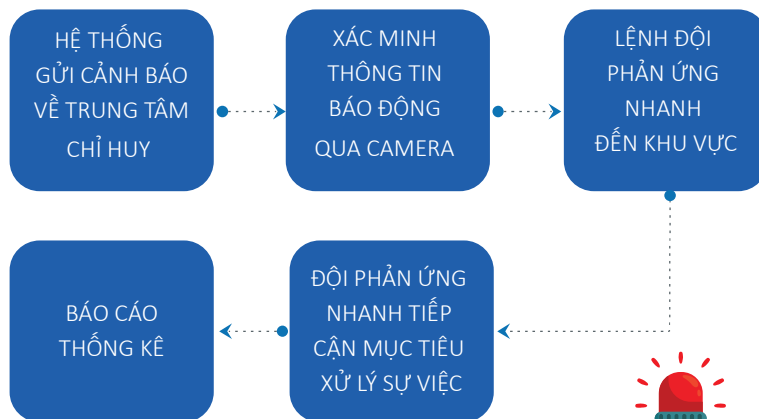 HỆ THỐNG
GỬI CẢNH BÁO
VỀ TRUNG TÂM
CHỈ HUY
XÁC MINH
THÔNG TIN
BÁO ĐỘNG
QUA CAMERA
LỆNH ĐỘI
PHẢN ỨNG
NHANH
ĐẾN KHU VỰC
ĐỘI PHẢN ỨNG
NHANH TIẾP
CẬN MỤC TIÊU
XỬ LÝ SỰ VIỆC
BÁO CÁO
THỐNG KÊ